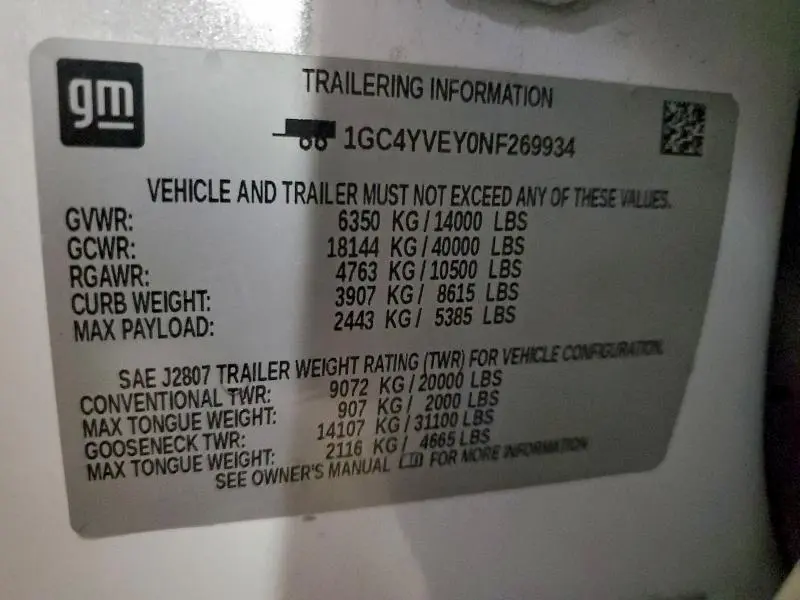 gm
TRAILERING INFORMATION
1GC4YVEY0NF269934
VEHICLE AND TRAILER MUST NOT EXCEED ANY OF THESE VALUES.
GVWR: 6350 KG / 14000 LBS
GCWR: 18144 KG / 40000 LBS
RGAWR: 4763 KG / 10500 LBS
CURB WEIGHT: 3907 KG / 8615 LBS
MAX PAYLOAD: 2443 KG / 5385 LBS
SAE J2807 TRAILER WEIGHT RATING (TWR) FOR VEHICLE CONFIGURATION.
CONVENTIONAL TWR: 9072 KG / 20000 LBS
MAX TONGUE WEIGHT: 907 KG / 2000 LBS
GOOSENECK TWR: 14107 KG / 31100 LBS
MAX TONGUE WEIGHT: 2116 KG / 4665 LBS
SEE OWNER'S MANUAL FOR MORE INFORMATION